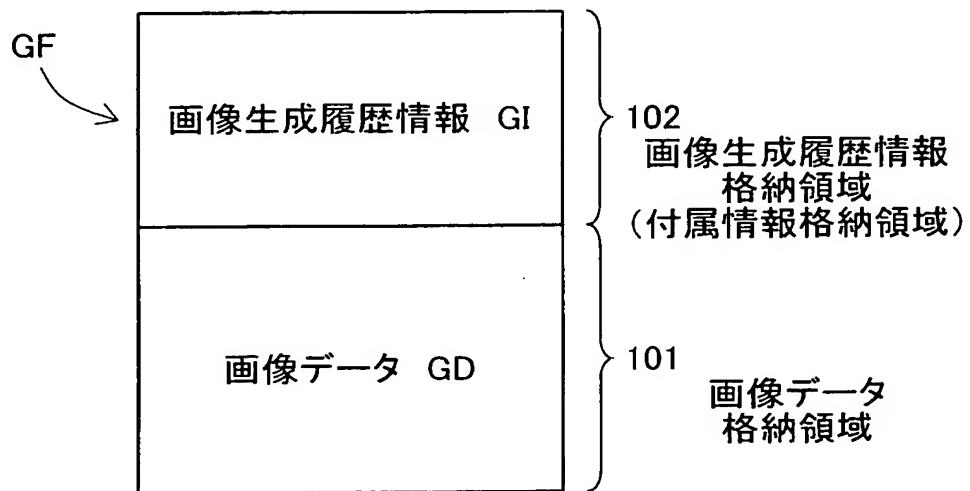 GF
画像生成履歴情報 GI
102
画像生成履歴情報
格納領域
(付属情報格納領域)
画像データ GD
101
画像データ
格納領域